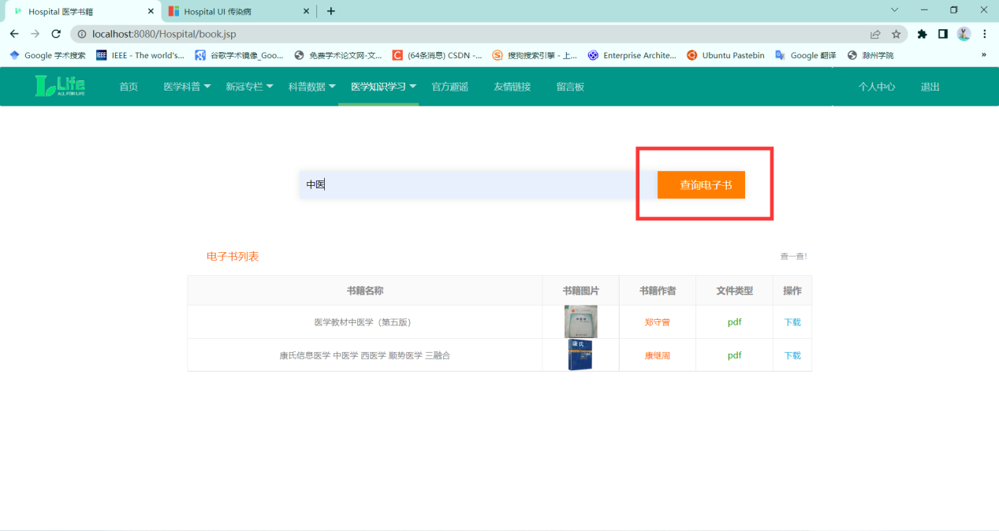 Hospital 医学书籍
Hospital UI 传染病
localhost:8080/Hospital/book.jsp
Google 学术搜索 IEEE IEEE - The world's... 谷歌学术镜像_Goo... 免费学术论文网-文... C (64条消息) CSDN -... S 搜狗搜索引擎 - 上... Enterprise Archite... Ubuntu Pastebin Google 翻译 滁州学院 »
Life
ALL FOR LIFE
首页 医学科普 新冠专栏 科普数据 医学知识学习 官方避谣 友情链接 留言板 个人中心 退出
中医 查询电子书
电子书列表 查一查!
书籍名称 书籍图片 书籍作者 文件类型 操作
医学教材中医学（第五版） 郑守曾 pdf 下载
康氏信息医学 中医学 西医学 顺势医学 三融合 康继周 pdf 下载
康氏